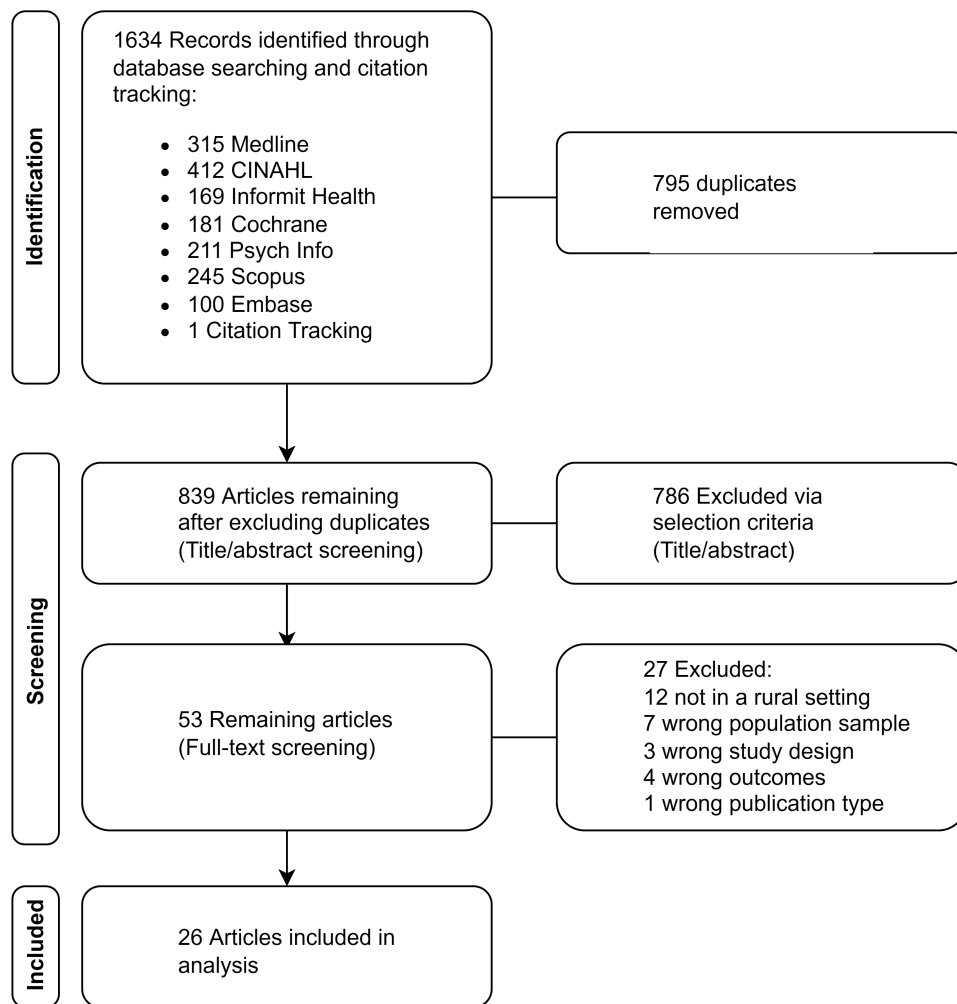 Identification
1634 Records identified through
database searching and citation
tracking:
• 315 Medline
• 412 CINAHL
• 169 Informit Health
• 181 Cochrane
• 211 Psych Info
• 245 Scopus
• 100 Embase
• 1 Citation Tracking
795 duplicates
removed
Screening
839 Articles remaining
after excluding duplicates
(Title/abstract screening)
786 Excluded via
selection criteria
(Title/abstract)
53 Remaining articles
(Full-text screening)
27 Excluded:
12 not in a rural setting
7 wrong population sample
3 wrong study design
4 wrong outcomes
1 wrong publication type
Included
26 Articles included in
analysis